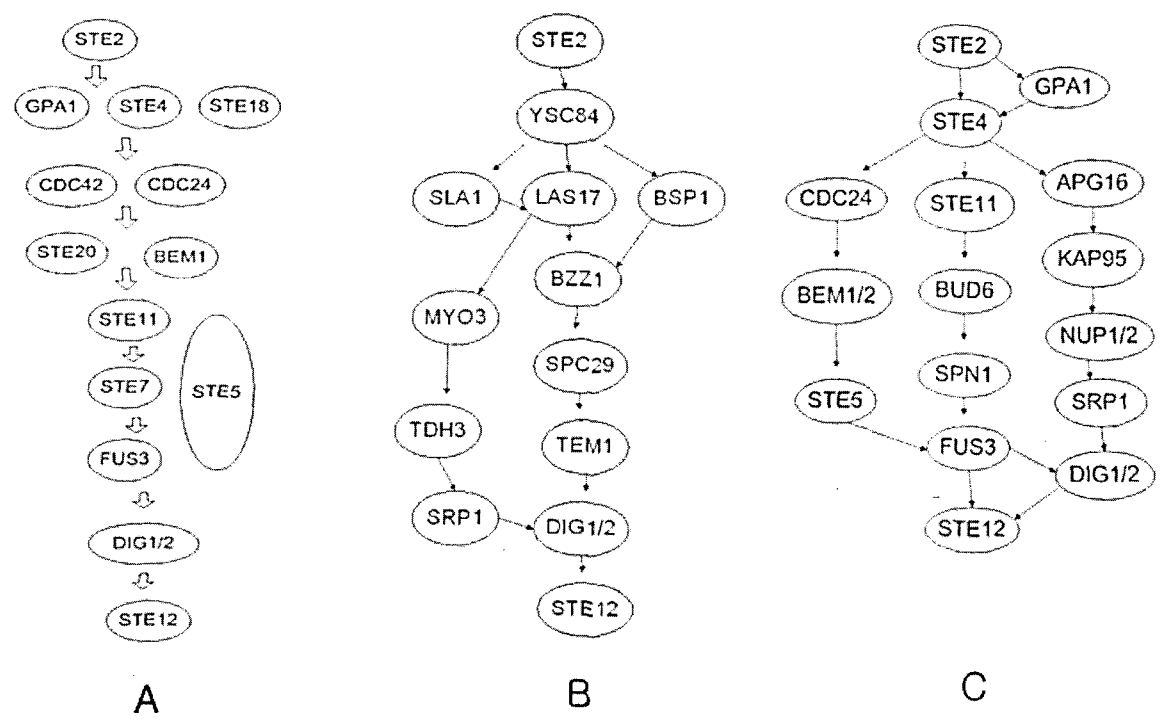 STE2
GPA1 STE4 STE18
CDC42 CDC24
STE20 BEM1
STE11
STE7
STE5
FUS3
DIG1/2
STE12
A
STE2
YSC84
SLA1 LAS17 BSP1
BZZ1
MYO3
SPC29
TDH3
TEM1
SRP1 DIG1/2
STE12
B
STE2
GPA1
STE4
CDC24 STE11 APG16
KAP95
BEM1/2 BUD6
NUP1/2
SPN1
STE5 SRP1
FUS3
DIG1/2
STE12
C